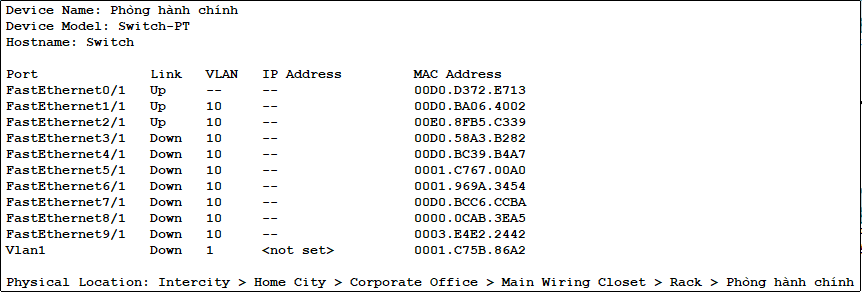 Device Name: Phòng hành chính
Device Model: Switch-PT
Hostname: Switch
Port Link VLAN IP Address MAC Address
FastEthernet0/1 Up -- -- 00D0.D372.E713
FastEthernet1/1 Up 10 -- 00D0.BA06.4002
FastEthernet2/1 Up 10 -- 00E0.8FB5.C339
FastEthernet3/1 Down 10 -- 00D0.58A3.B282
FastEthernet4/1 Down 10 -- 00D0.BC39.B4A7
FastEthernet5/1 Down 10 -- 0001.C767.00A0
FastEthernet6/1 Down 10 -- 0001.969A.3454
FastEthernet7/1 Down 10 -- 00D0.BCC6.CCBA
FastEthernet8/1 Down 10 -- 0000.0CAB.3EA5
FastEthernet9/1 Down 10 -- 0003.E4E2.2442
Vlan1 Down 1 <not set> 0001.C75B.86A2
Physical Location: Intercity > Home City > Corporate Office > Main Wiring Closet > Rack > Phòng hành chính